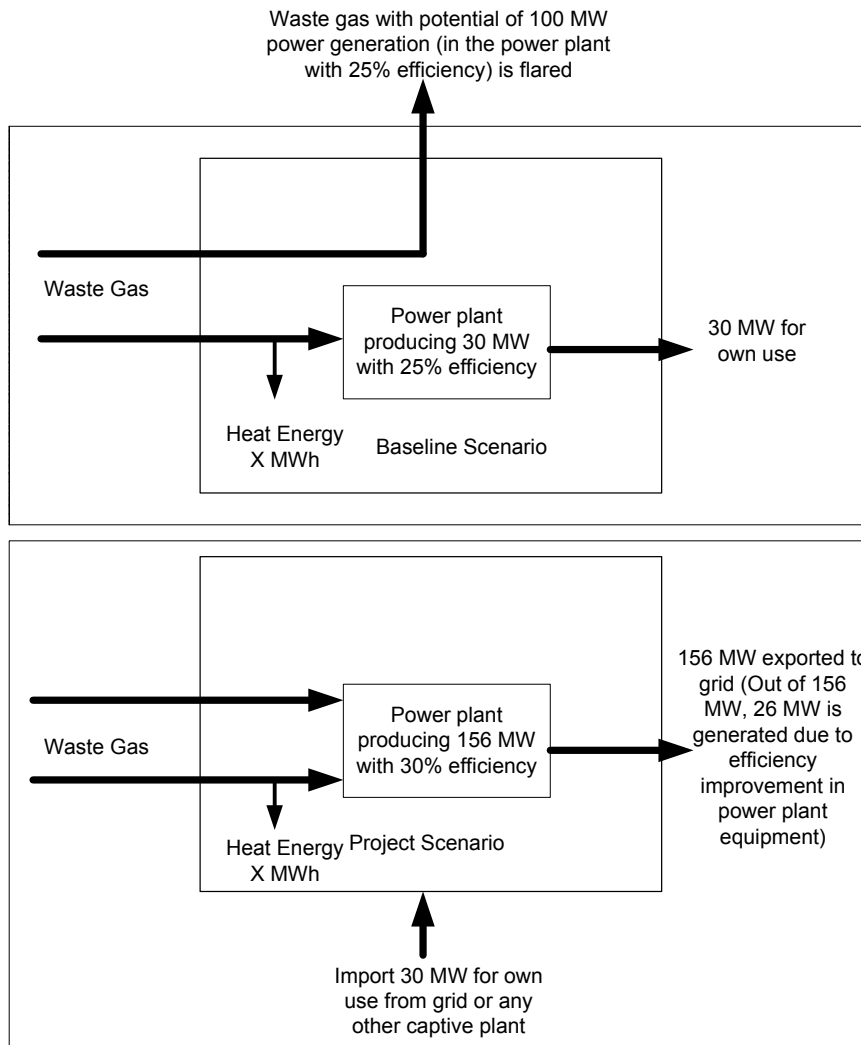 Waste gas with potential of 100 MW
power generation (in the power plant
with 25% efficiency) is flared
Waste Gas
Power plant
producing 30 MW
with 25% efficiency
30 MW for
own use
Heat Energy
X MWh
Baseline Scenario
Waste Gas
Power plant
producing 156 MW
with 30% efficiency
156 MW exported to
grid (Out of 156
MW, 26 MW is
generated due to
efficiency
improvement in
power plant
equipment)
Heat Energy
X MWh
Project Scenario
Import 30 MW for own
use from grid or any
other captive plant